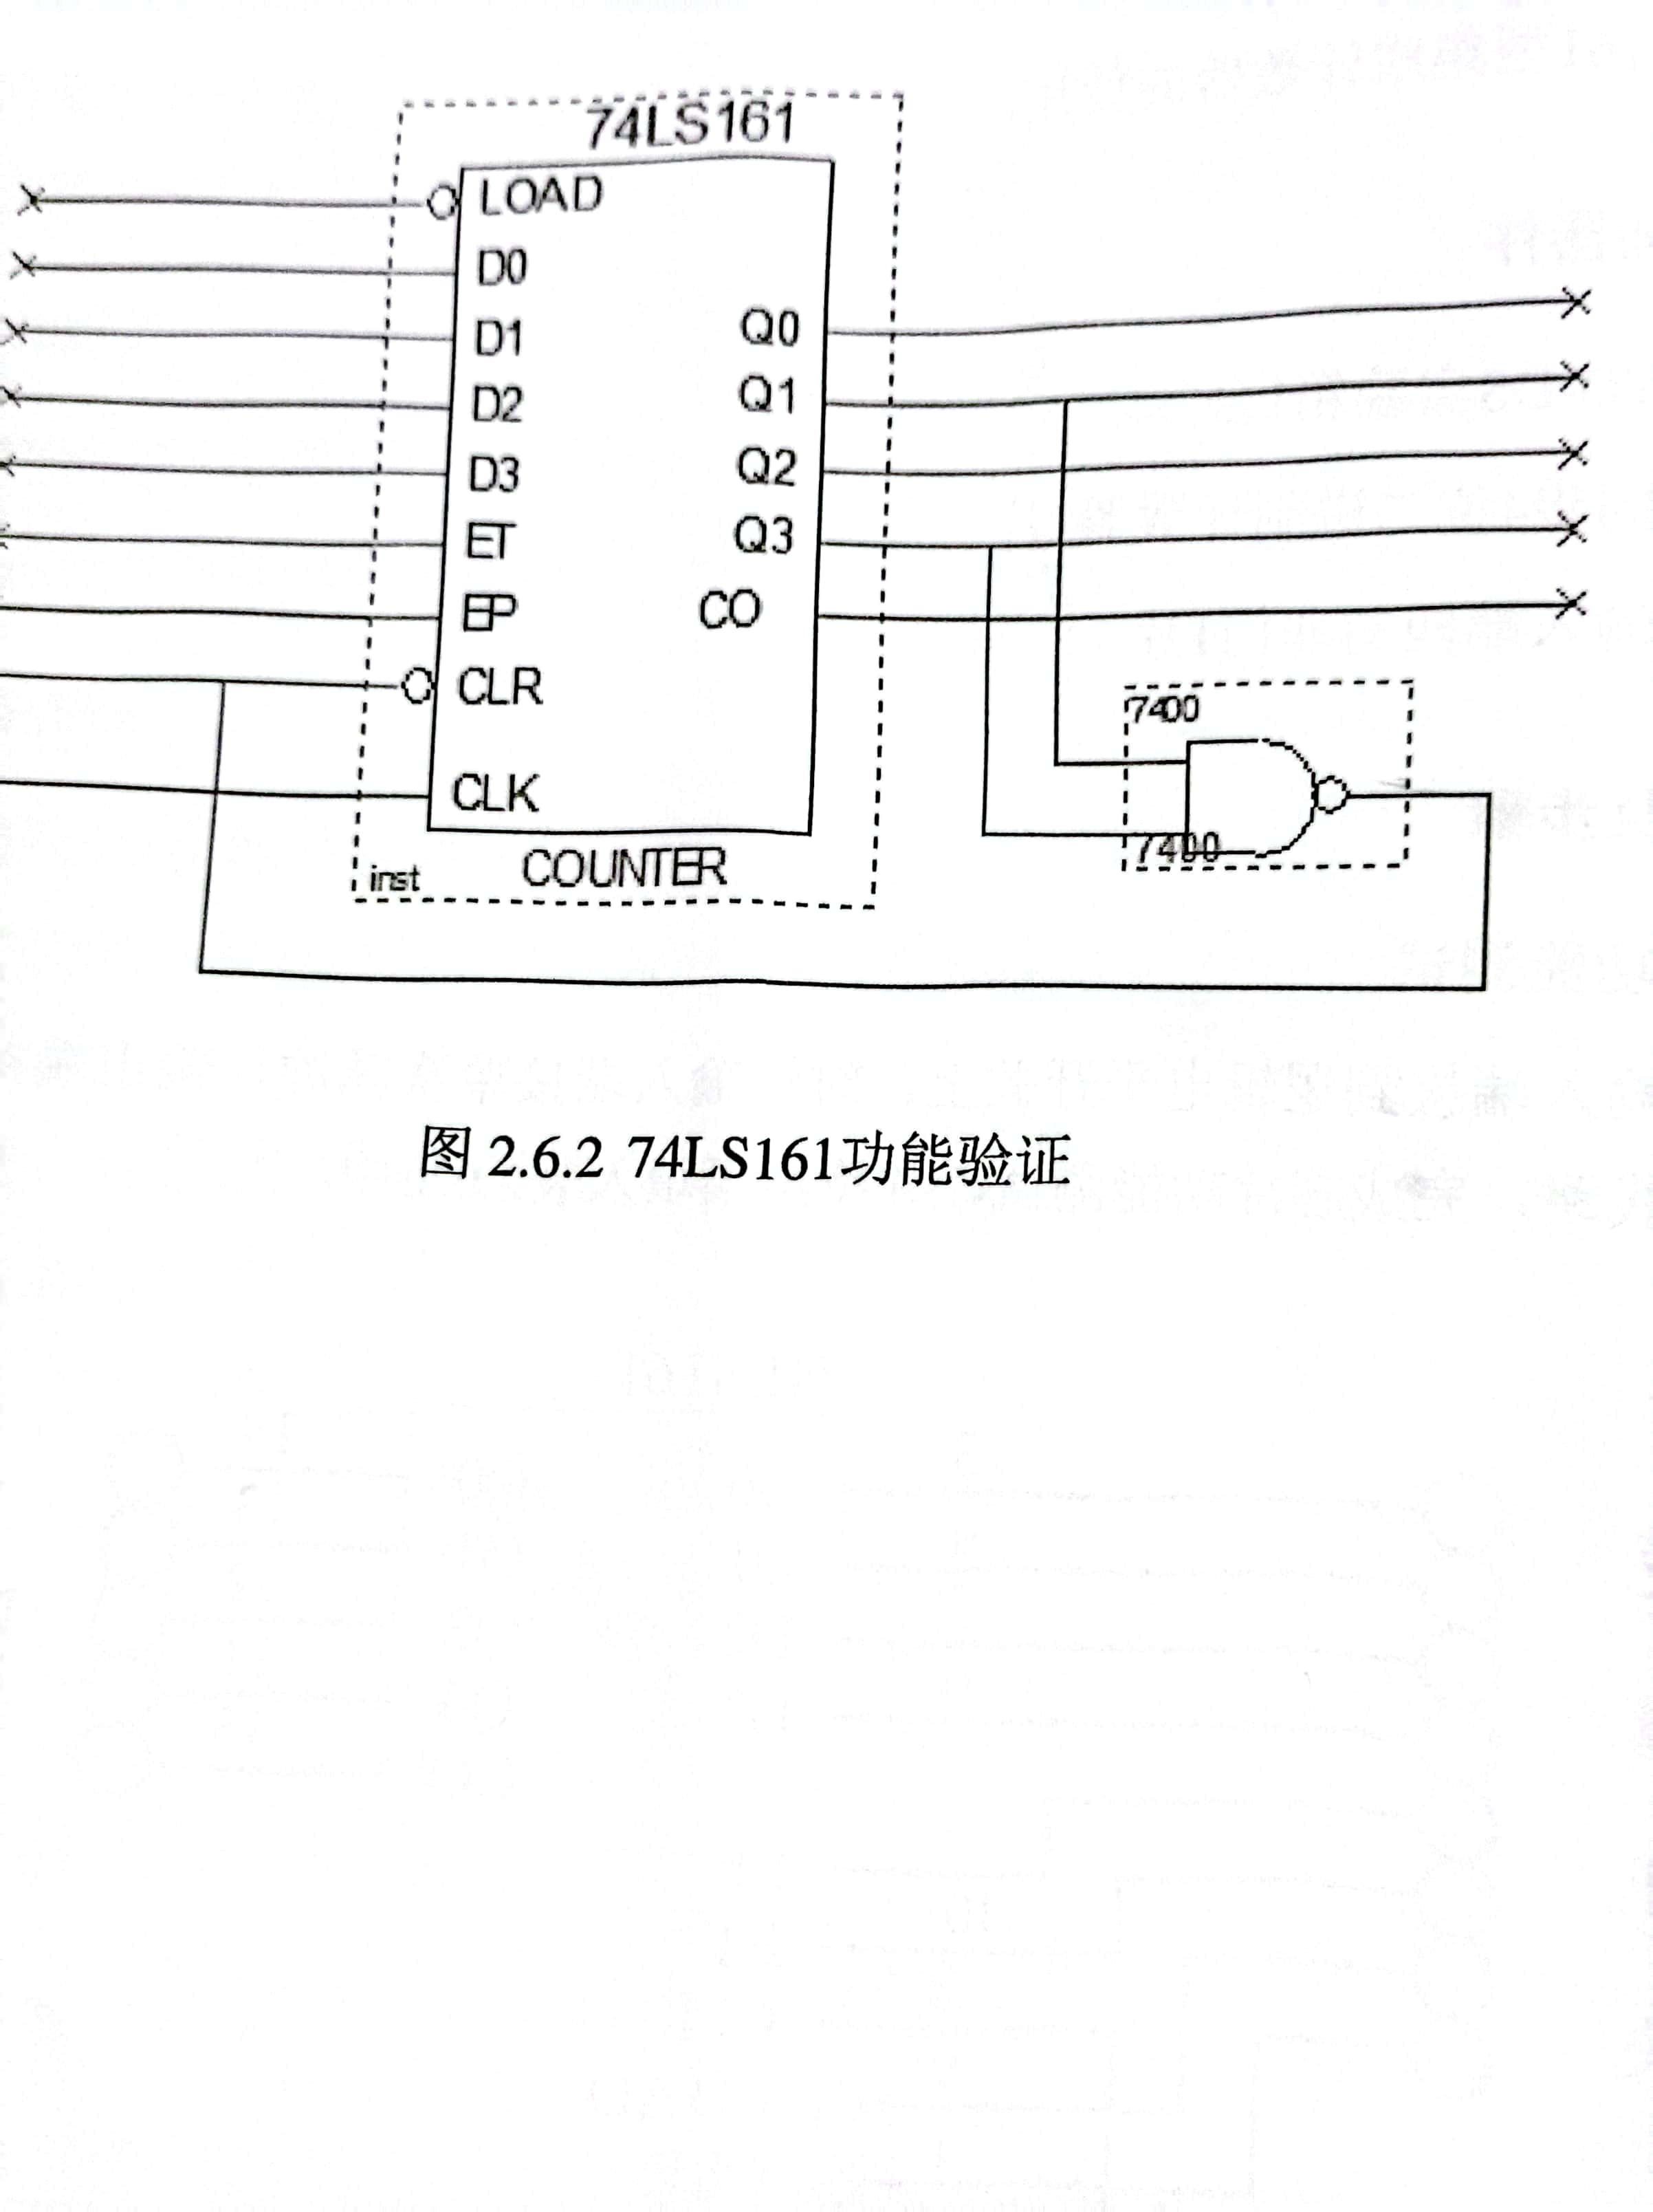 74LS161
LOAD
D0
D1
D2
D3
ET
EP
CLR
CLK
Q0
Q1
Q2
Q3
CO
inst
COUNTER
7400
7400
图 2.6.2 74LS161功能验证